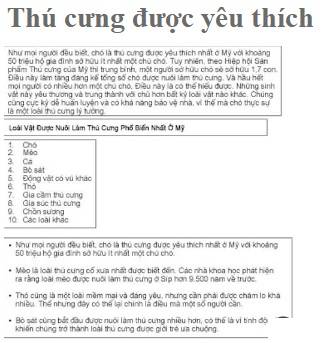 Thú cưng được yêu thích
Như mọi người đều biết, chó là thú cưng được yêu thích nhất ở Mỹ với khoảng
50 triệu hộ gia đình sở hữu ít nhất một chú chó. Tuy nhiên, theo Hiệp hội Sản
phẩm Thú cưng của Mỹ thì trung bình, một người sở hữu chó sẽ sở hữu 1,7 con.
Điều này làm tăng đáng kể tổng số chó được nuôi làm thú cưng. Và hầu hết
mọi người có nhiều hơn một chú chó. Điều này là có thể hiểu được. Những sinh
vật này yêu thương và trung thành với chủ hơn bất kỳ loài vật nào khác. Chúng
cũng cực kỳ dễ huấn luyện và có khả năng bảo vệ nhà, vì thế mà chó thực sự
là một loài thú cưng lý tưởng.
Loài Vật Được Nuôi Làm Thú Cưng Phổ Biến Nhất Ở Mỹ
1. Chó
2. Mèo
3. Cá
4. Bò sát
5. Động vật có vú khác
6. Thỏ
7. Gia cầm thú cưng
8. Gia súc thú cưng
9. Chồn sương
10. Các loài khác
• Như mọi người đều biết, chó là thú cưng được yêu thích nhất ở Mỹ với khoảng
50 triệu hộ gia đình sở hữu ít nhất một chú chó.
• Mèo là loài thú cưng cổ xưa nhất được biết đến. Các nhà khoa học phát hiện
ra rằng loài mèo được nuôi làm thú cưng ở Síp hơn 9.500 năm về trước.
• Thỏ cũng là một loài mềm mại và đáng yêu, nhưng cần phải được chăm lo khá
nhiều. Thế nhưng đây có thể lại chính là điều mà một số người cần.
• Bò sát cũng bắt đầu được nuôi làm thú cưng nhiều hơn, có thể là vì tính độc
khiến chúng trở thành loài thú cưng được giới trẻ ưa chuộng.